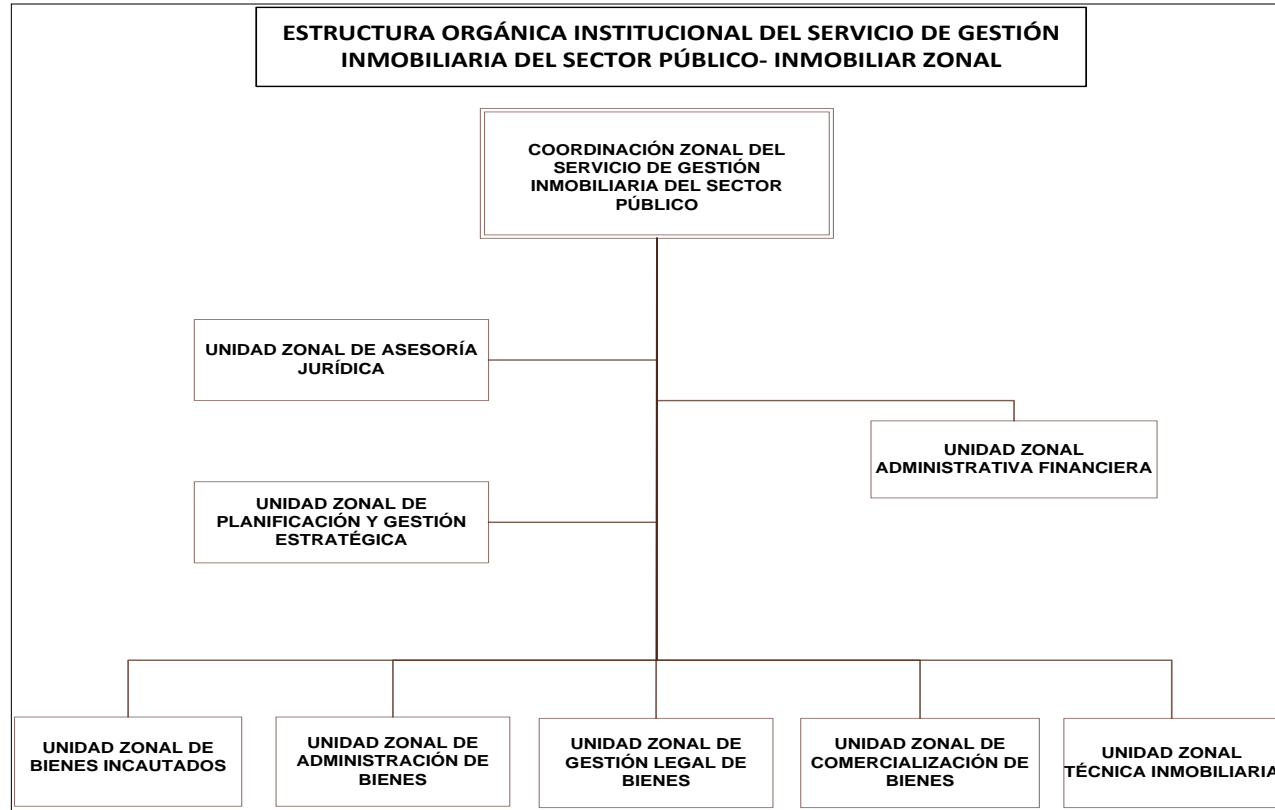 ESTRUCTURA ORGÁNICA INSTITUCIONAL DEL SERVICIO DE GESTIÓN
INMOBILIARIA DEL SECTOR PÚBLICO- INMOBILIAR ZONAL
COORDINACIÓN ZONAL DEL
SERVICIO DE GESTIÓN
INMOBILIARIA DEL SECTOR
PÚBLICO
UNIDAD ZONAL DE ASESORÍA
JURÍDICA
UNIDAD ZONAL
ADMINISTRATIVA FINANCIERA
UNIDAD ZONAL DE
PLANIFICACIÓN Y GESTIÓN
ESTRATÉGICA
UNIDAD ZONAL DE
BIENES INCAUTADOS
UNIDAD ZONAL DE
ADMINISTRACIÓN DE
BIENES
UNIDAD ZONAL DE
GESTIÓN LEGAL DE
BIENES
UNIDAD ZONAL DE
COMERCIALIZACIÓN DE
BIENES
UNIDAD ZONAL
TÉCNICA INMOBILIARIA